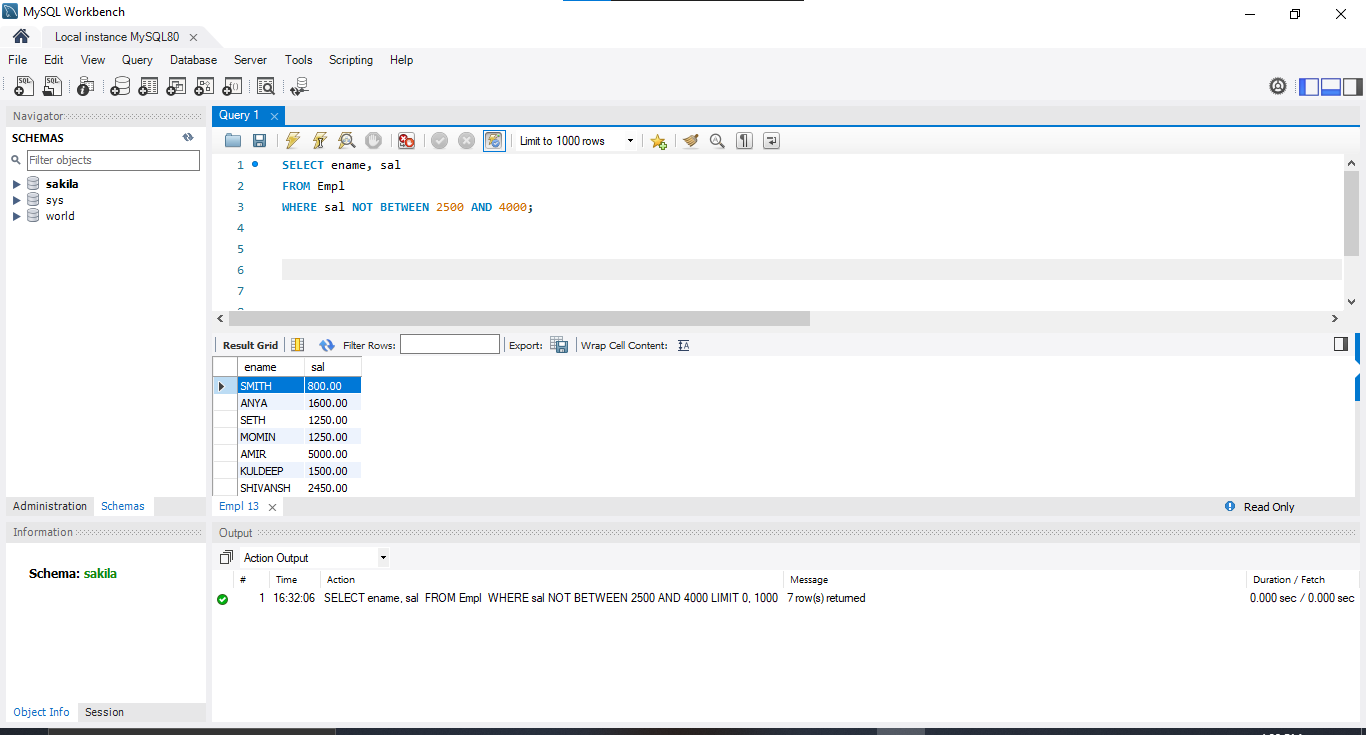 MySQL Workbench
Local instance MySQL80
File Edit View Query Database Server Tools Scripting Help
Navigator
SCHEMAS
Filter objects
sakila
sys
world
Administration Schemas
Information
Schema: sakila
Object Info Session
Query 1
Limit to 1000 rows
1 SELECT ename, sal
2 FROM Empl
3 WHERE sal NOT BETWEEN 2500 AND 4000;
4
5
6
7
Result Grid Filter Rows: Export: Wrap Cell Content:
ename sal
SMITH 800.00
ANYA 1600.00
SETH 1250.00
MOMIN 1250.00
AMIR 5000.00
KULDEEP 1500.00
SHIVANSH 2450.00
Empl 13 Read Only
Output
Action Output
# Time Action Message Duration / Fetch
1 16:32:06 SELECT ename, sal FROM Empl WHERE sal NOT BETWEEN 2500 AND 4000 LIMIT 0, 1000 7 row(s) returned 0.000 sec / 0.000 sec